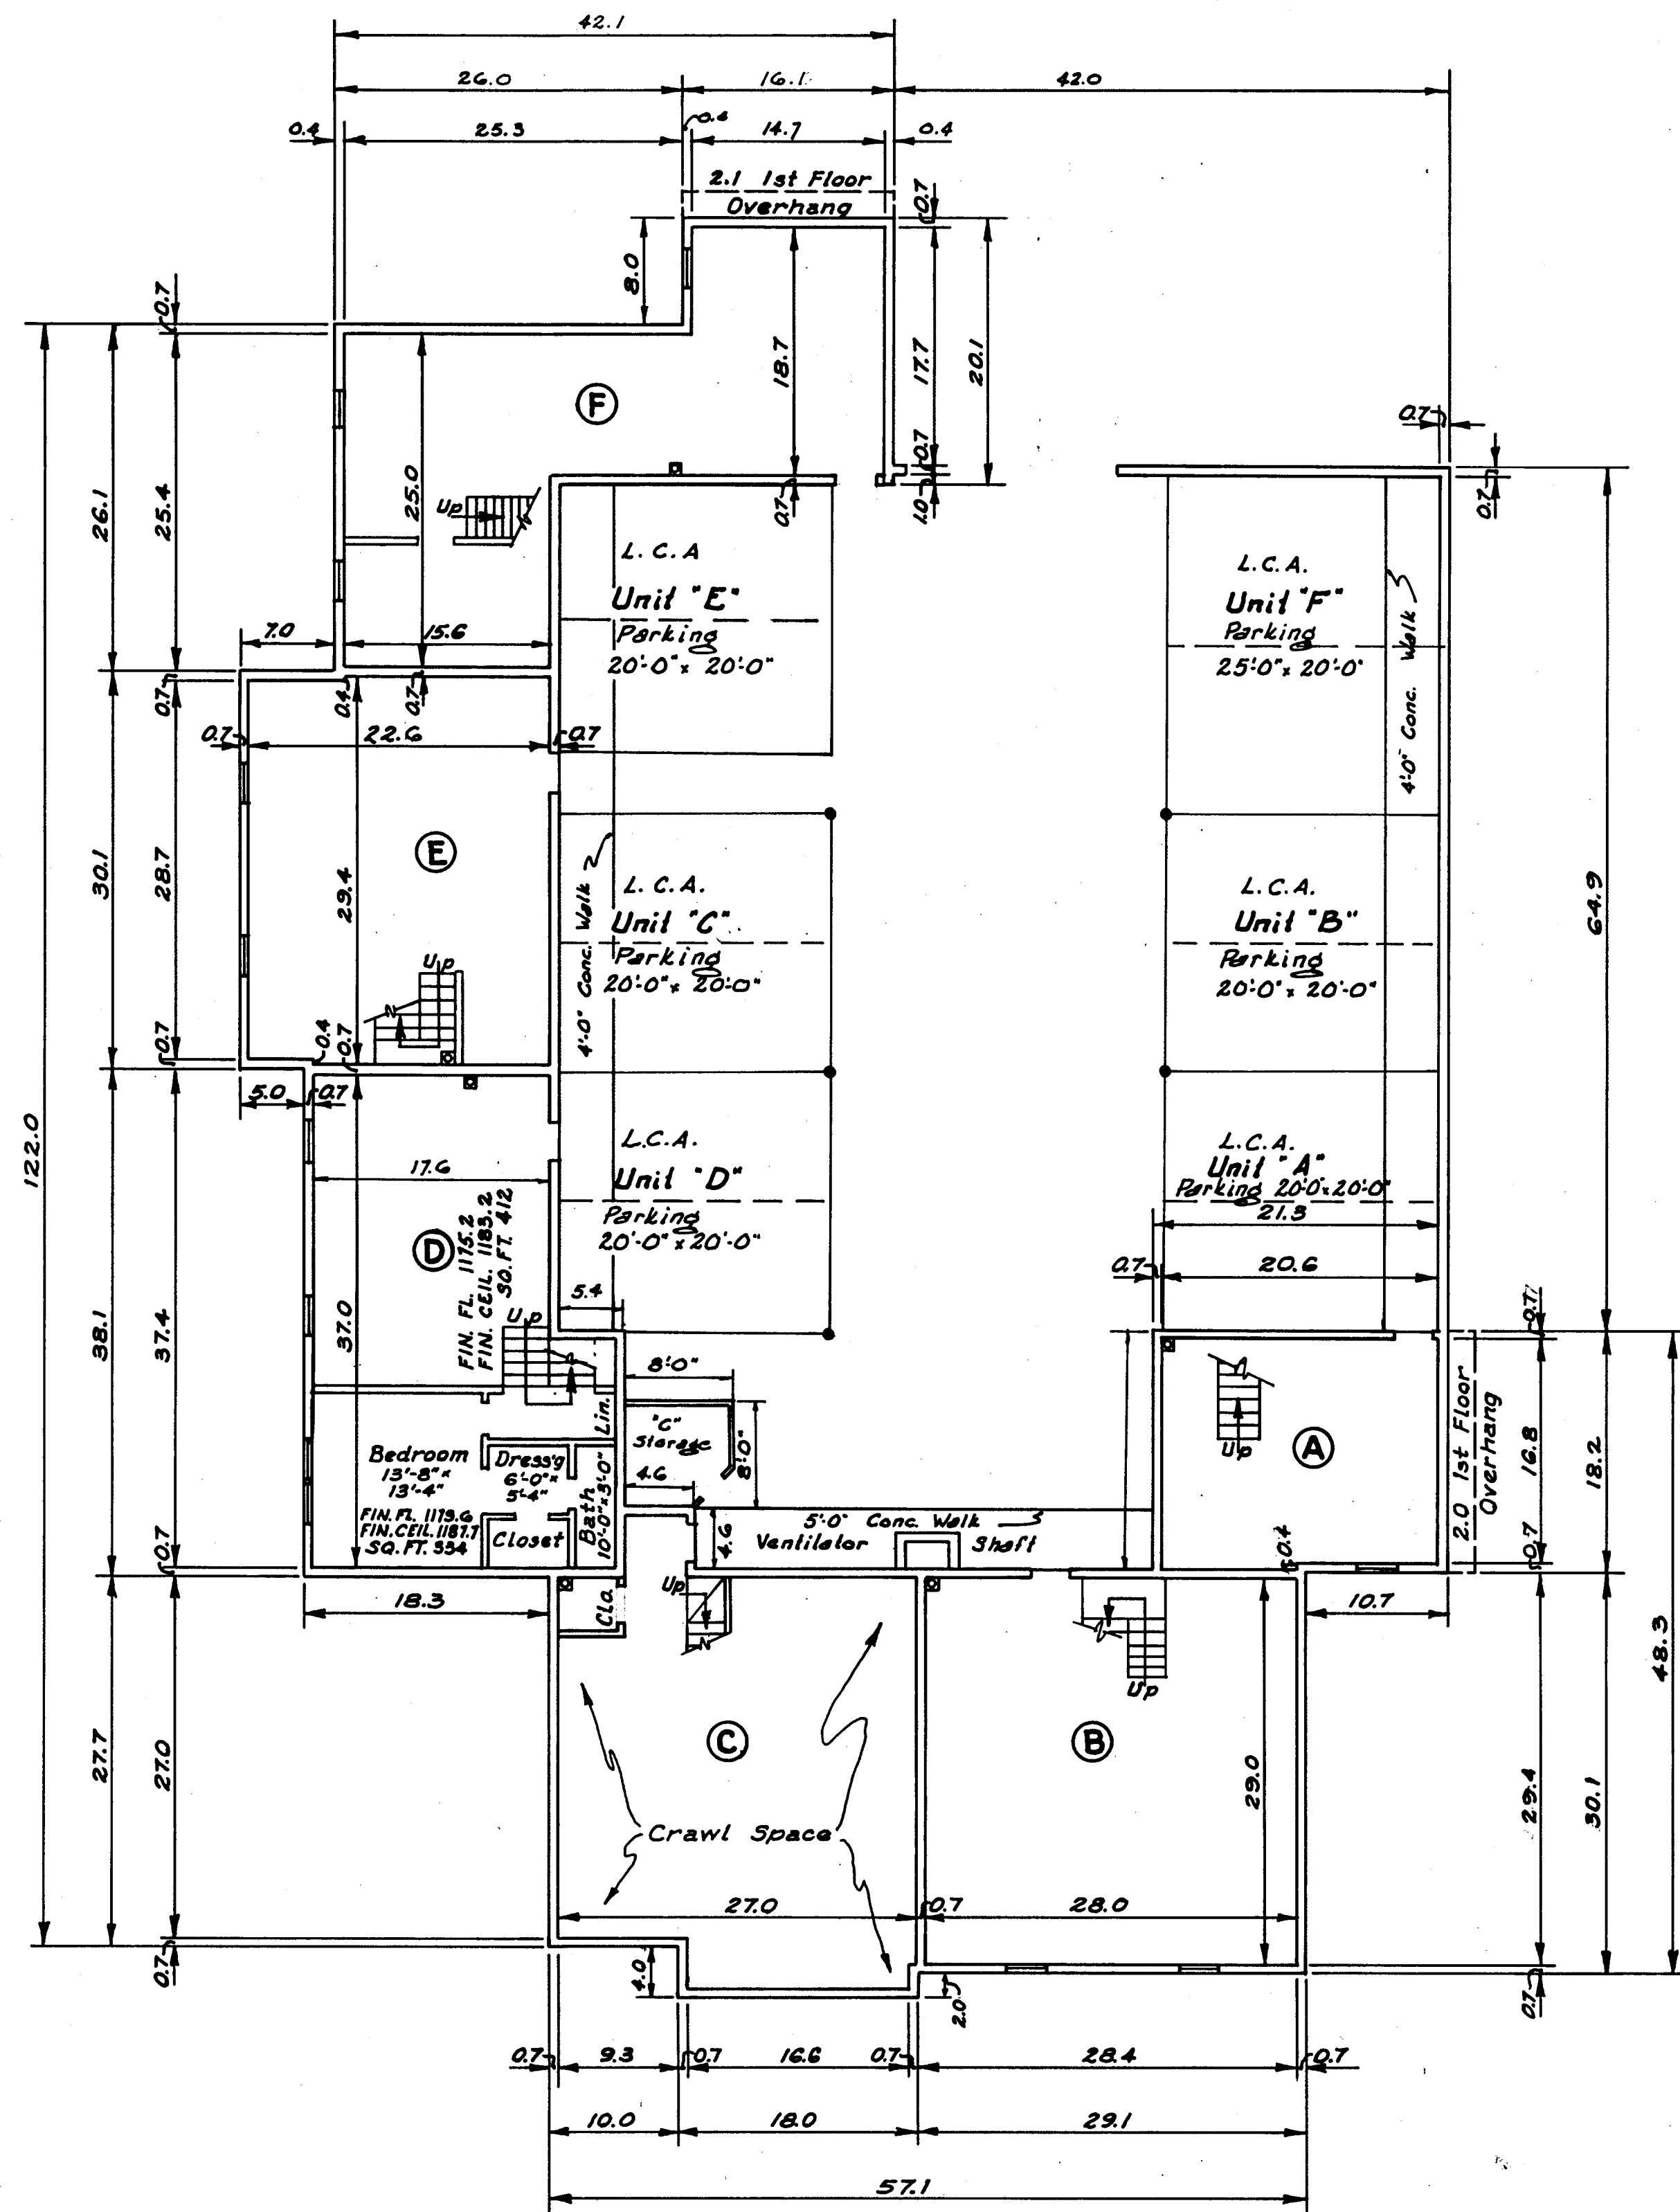 42.1
26.0
16.1
42.0
0.4
25.3
0.4
14.7
0.4
2.1 1st Floor
Overhang
0.7
8.0
18.7
17.7
20.1
0.7
1.0
0.7
0.7
26.1
25.4
25.0
F
Up
0.7
0.7
L.C.A
Unit "E"
Parking
20'-0" x 20'-0"
L.C.A.
Unit "F"
Parking
25'-0" x 20'-0"
4'-0" Conc. Walk
7.0
15.6
0.7
0.4
0.7
0.7
22.6
0.7
30.1
28.7
29.4
E
Up
4'-0" Conc. Walk
L.C.A.
Unit "C"
Parking
20'-0" x 20'-0"
L.C.A.
Unit "B"
Parking
20'-0" x 20'-0"
64.9
0.7
0.4
0.7
5.0
0.7
122.0
17.6
D
FIN. FL. 1175.2
FIN. CEIL. 1183.2
SQ. FT. 412
L.C.A.
Unit "D"
Parking
20'-0" x 20'-0"
L.C.A.
Unit "A"
Parking 20'-0" x 20'-0"
21.3
0.7
20.6
38.1
37.4
37.0
Up
5.4
8'-0"
"C"
Storage
8'-0"
4.6
Lin.
Bedroom
13'-8" x
13'-4"
Dress'g
6'-0" x
5'-4"
Bath
10'-0" x 5'-0"
FIN. FL. 1179.6
FIN. CEIL. 1187.7
SQ. FT. 334
Closet
4.6
5'-0" Conc. Walk
Ventilator
Shaft
Up
A
0.7
16.8
18.2
2.0 1st Floor
Overhang
0.4
0.7
0.7
18.3
Clo.
Up
10.7
Up
48.3
27.7
27.0
C
B
29.0
29.4
30.1
Crawl Space
27.0
0.7
28.0
0.7
4.0
2.0
0.7
0.7
9.3
0.7
16.6
0.7
28.4
0.7
10.0
18.0
29.1
57.1